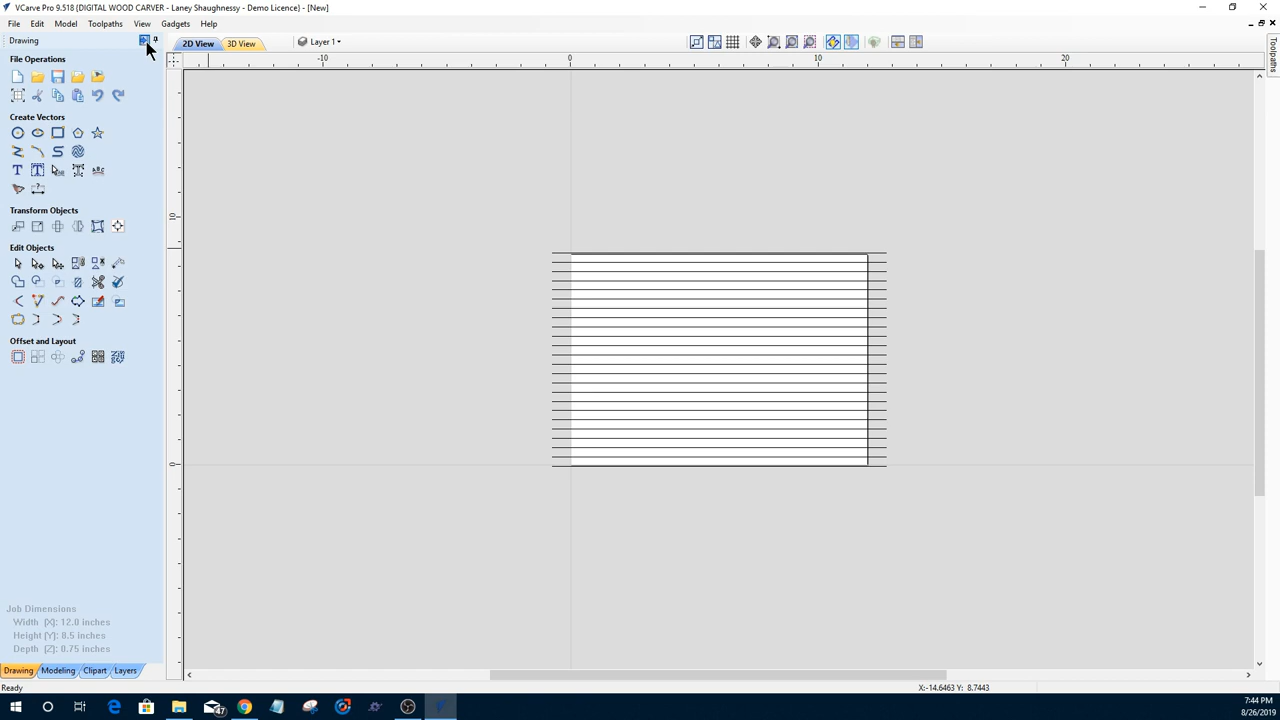 VCarve Pro 9.518 {DIGITAL WOOD CARVER - Laney Shaughnessy - Demo Licence} - [New]
File Edit Model Toolpaths View Gadgets Help
Drawing
2D View 3D View Layer 1
Toolpaths
File Operations
-10 0 10 20
Create Vectors
Transform Objects
10
Edit Objects
Offset and Layout
0
Job Dimensions
Width (X): 12.0 inches
Height (Y): 8.5 inches
Depth (Z): 0.75 inches
Drawing Modeling Clipart Layers
Ready X:-14.6463 Y: 8.7443
47
7:44 PM
8/26/2019